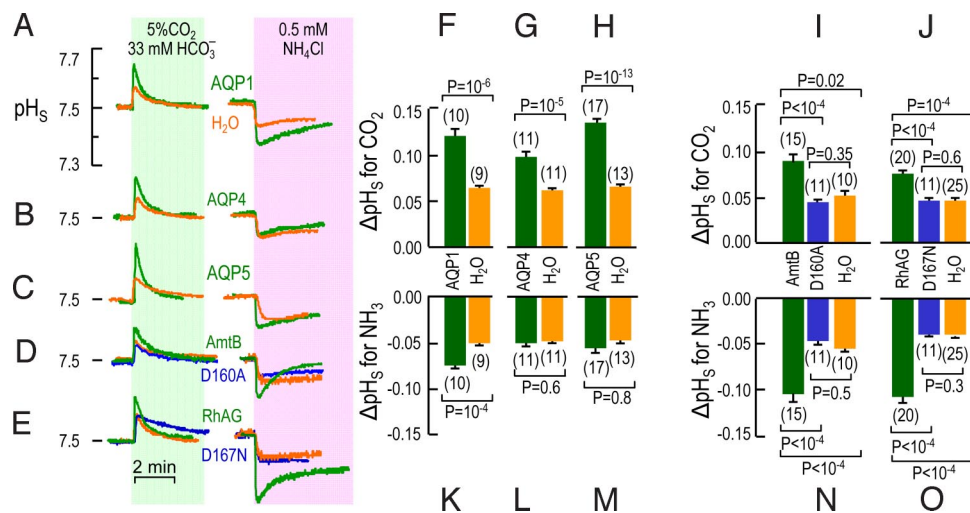 A
5%CO2
33 mM HCO3−
0.5 mM
NH4Cl
7.7
pHS
7.5
7.3
AQP1
H2O
B
7.5
AQP4
C
7.5
AQP5
D
7.5
AmtB
D160A
E
7.5
RhAG
D167N
2 min
F G H I J
ΔpHS for CO2
0.15
0.10
0.05
0.00
P=10-6
(10)
(9)
P=10-5
(11)
(11)
P=10-13
(17)
(13)
ΔpHS for CO2
0.15
0.10
0.05
0.00
P=0.02
P<10-4
(15)
P=0.35
(11)
(10)
P=10-4
P<10-4
(20)
P=0.6
(11)
(25)
AQP1
H2O
AQP4
H2O
AQP5
H2O
AmtB
D160A
H2O
RhAG
D167N
H2O
ΔpHS for NH3
0.00
-0.05
-0.10
-0.15
(10)
(9)
P=10-4
(11)
(11)
P=0.6
(17)
(13)
P=0.8
ΔpHS for NH3
0.00
-0.05
-0.10
-0.15
(15)
(11)
(10)
P=0.5
P<10-4
P<10-4
(20)
(11)
(25)
P=0.3
P<10-4
P<10-4
K L M N O